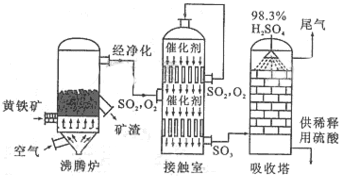 98.3%
H₂SO₄
尾气
经净化
催化剂
催化剂
SO₂,O₂
SO₂,O₂
黄铁矿
矿渣
空气
SO₃
供稀释
用硫酸
沸腾炉
接触室
吸收塔